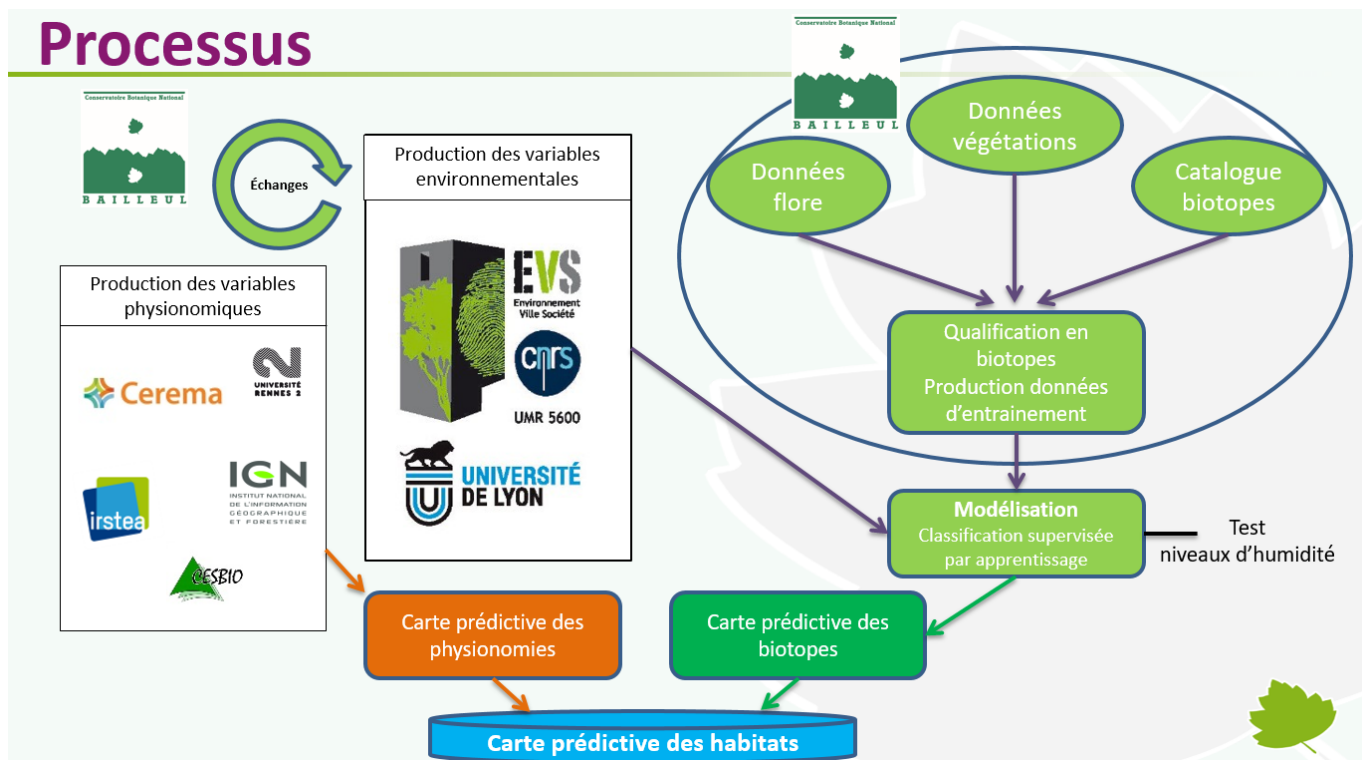 Processus
Conservatoire Botanique National
BAILLEUL
Échanges
Production des variables
physionomiques
Cerema
UNIVERSITÉ
RENNES 2
irstea
IGN
INSTITUT NATIONAL
DE L'INFORMATION
GÉOGRAPHIQUE
ET FORESTIÈRE
CESBIO
Production des variables
environnementales
EVS
Environnement
Ville Société
cnrs
UMR 5600
UNIVERSITÉ
DE LYON
Conservatoire Botanique National
BAILLEUL
Données
flore
Données
végétations
Catalogue
biotopes
Qualification en
biotopes
Production données
d'entrainement
Modélisation
Classification supervisée
par apprentissage
Test
niveaux d'humidité
Carte prédictive des
physionomies
Carte prédictive des
biotopes
Carte prédictive des habitats